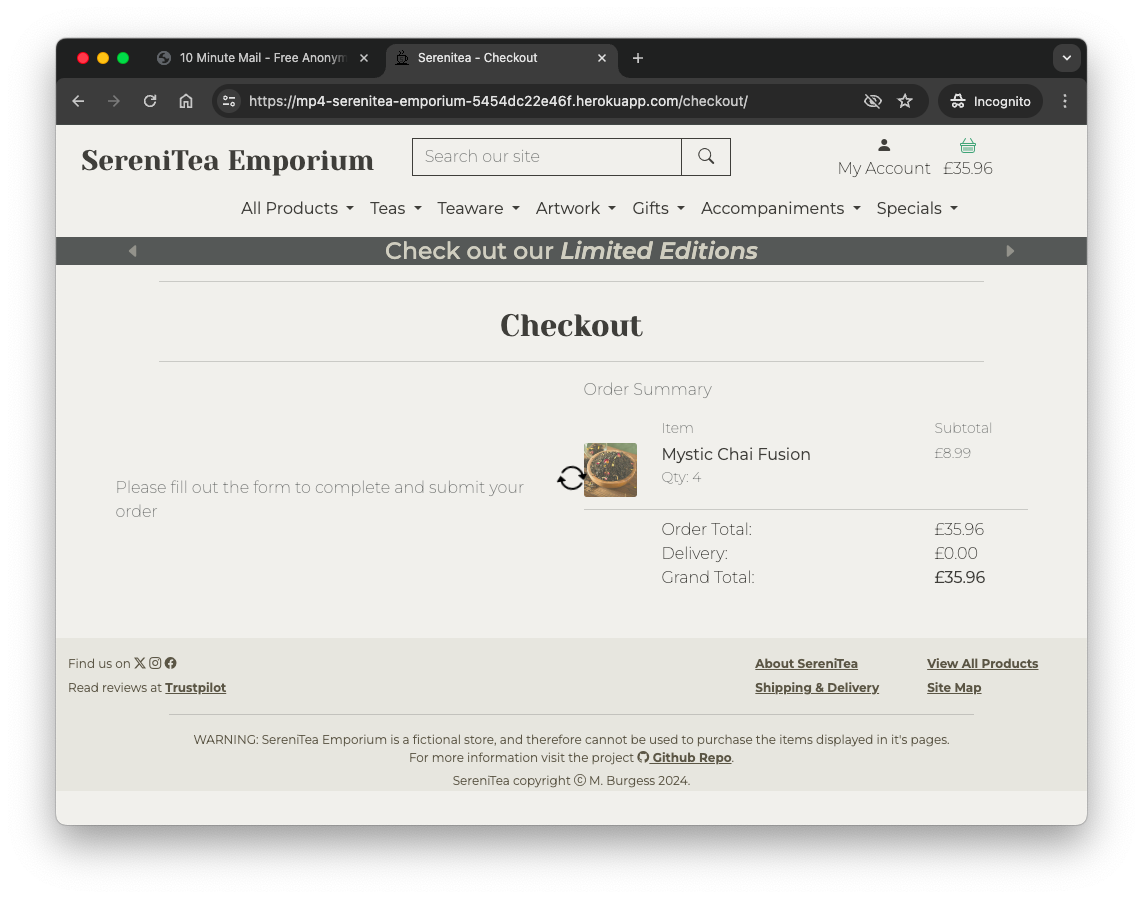 10 Minute Mail - Free Anonym
Serenitea - Checkout
https://mp4-serenitea-emporium-5454dc22e46f.herokuapp.com/checkout/
Incognito
SereniTea Emporium
Search our site
My Account
£35.96
All Products
Teas
Teaware
Artwork
Gifts
Accompaniments
Specials
Check out our Limited Editions
Checkout
Please fill out the form to complete and submit your
order
Order Summary
Item Subtotal
Mystic Chai Fusion £8.99
Qty: 4
Order Total: £35.96
Delivery: £0.00
Grand Total: £35.96
Find us on
Read reviews at Trustpilot
About SereniTea
View All Products
Shipping & Delivery
Site Map
WARNING: SereniTea Emporium is a fictional store, and therefore cannot be used to purchase the items displayed in it's pages.
For more information visit the project Github Repo.
SereniTea copyright © M. Burgess 2024.